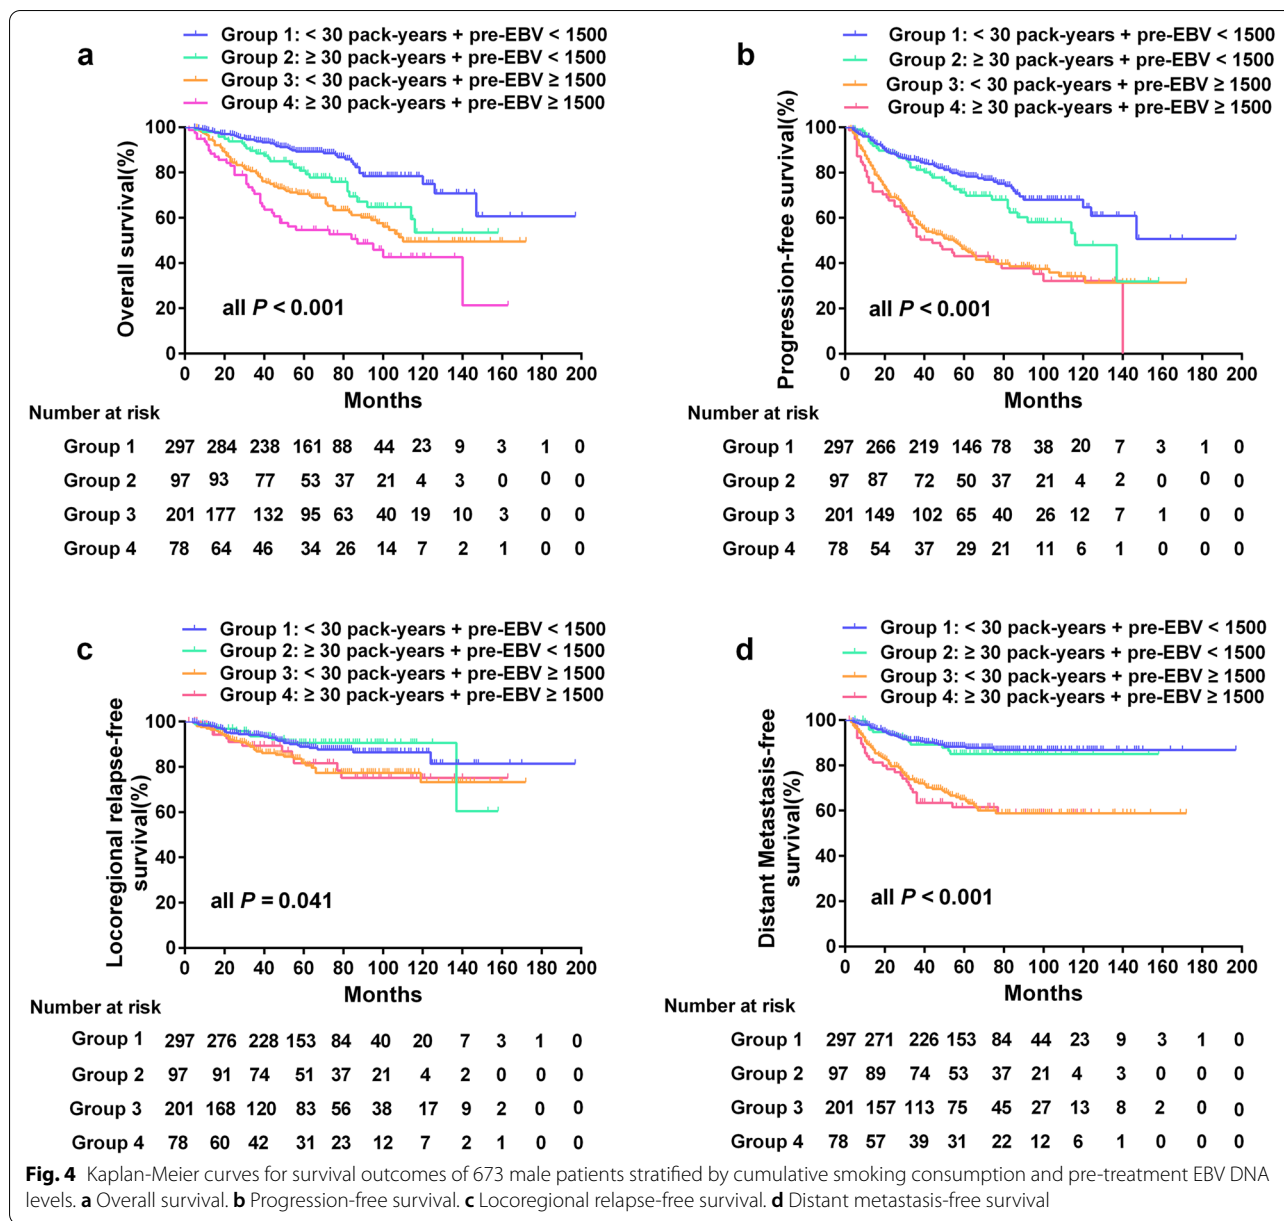 a
Group 1: < 30 pack-years + pre-EBV < 1500
Group 2: ≥ 30 pack-years + pre-EBV < 1500
Group 3: < 30 pack-years + pre-EBV ≥ 1500
Group 4: ≥ 30 pack-years + pre-EBV ≥ 1500
Overall survival(%)
100
80
60
40
20
0
all P < 0.001
0 20 40 60 80 100 120 140 160 180 200
Months
Number at risk
Group 1 297 284 238 161 88 44 23 9 3 1 0
Group 2 97 93 77 53 37 21 4 3 0 0 0
Group 3 201 177 132 95 63 40 19 10 3 0 0
Group 4 78 64 46 34 26 14 7 2 1 0 0
b
Group 1: < 30 pack-years + pre-EBV < 1500
Group 2: ≥ 30 pack-years + pre-EBV < 1500
Group 3: < 30 pack-years + pre-EBV ≥ 1500
Group 4: ≥ 30 pack-years + pre-EBV ≥ 1500
Progression-free survival(%)
100
80
60
40
20
0
all P < 0.001
0 20 40 60 80 100 120 140 160 180 200
Months
Number at risk
Group 1 297 266 219 146 78 38 20 7 3 1 0
Group 2 97 87 72 50 37 21 4 2 0 0 0
Group 3 201 149 102 65 40 26 12 7 1 0 0
Group 4 78 54 37 29 21 11 6 1 0 0 0
c
Group 1: < 30 pack-years + pre-EBV < 1500
Group 2: ≥ 30 pack-years + pre-EBV < 1500
Group 3: < 30 pack-years + pre-EBV ≥ 1500
Group 4: ≥ 30 pack-years + pre-EBV ≥ 1500
Locoregional relapse-free
survival(%)
100
80
60
40
20
0
all P = 0.041
0 20 40 60 80 100 120 140 160 180 200
Months
Number at risk
Group 1 297 276 228 153 84 40 20 7 3 1 0
Group 2 97 91 74 51 37 21 4 2 0 0 0
Group 3 201 168 120 83 56 38 17 9 2 0 0
Group 4 78 60 42 31 23 12 7 2 1 0 0
d
Group 1: < 30 pack-years + pre-EBV < 1500
Group 2: ≥ 30 pack-years + pre-EBV < 1500
Group 3: < 30 pack-years + pre-EBV ≥ 1500
Group 4: ≥ 30 pack-years + pre-EBV ≥ 1500
Distant Metastasis-free
survival(%)
100
80
60
40
20
0
all P < 0.001
0 20 40 60 80 100 120 140 160 180 200
Months
Number at risk
Group 1 297 271 226 153 84 44 23 9 3 1 0
Group 2 97 89 74 53 37 21 4 3 0 0 0
Group 3 201 157 113 75 45 27 13 8 2 0 0
Group 4 78 57 39 31 22 12 6 1 0 0 0
Fig. 4 Kaplan-Meier curves for survival outcomes of 673 male patients stratified by cumulative smoking consumption and pre-treatment EBV DNA
levels. a Overall survival. b Progression-free survival. c Locoregional relapse-free survival. d Distant metastasis-free survival